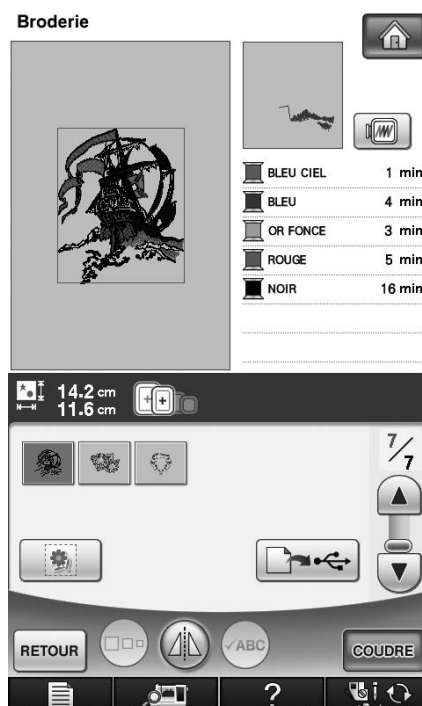 Broderie
BLEU CIEL 1 min
BLEU 4 min
OR FONCE 3 min
ROUGE 5 min
NOIR 16 min
14.2 cm
11.6 cm
7/7
✓ABC
RETOUR
COUDRE
?